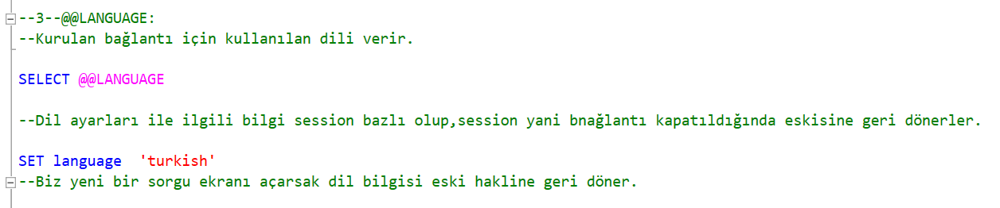 --3--@@LANGUAGE:
--Kurulan bağlantı için kullanılan dili verir.
SELECT @@LANGUAGE
--Dil ayarları ile ilgili bilgi session bazlı olup,session yani bnağlantı kapatıldığında eskisine geri dönerler.
SET language  'turkish'
--Biz yeni bir sorgu ekranı açarsak dil bilgisi eski hakline geri döner.